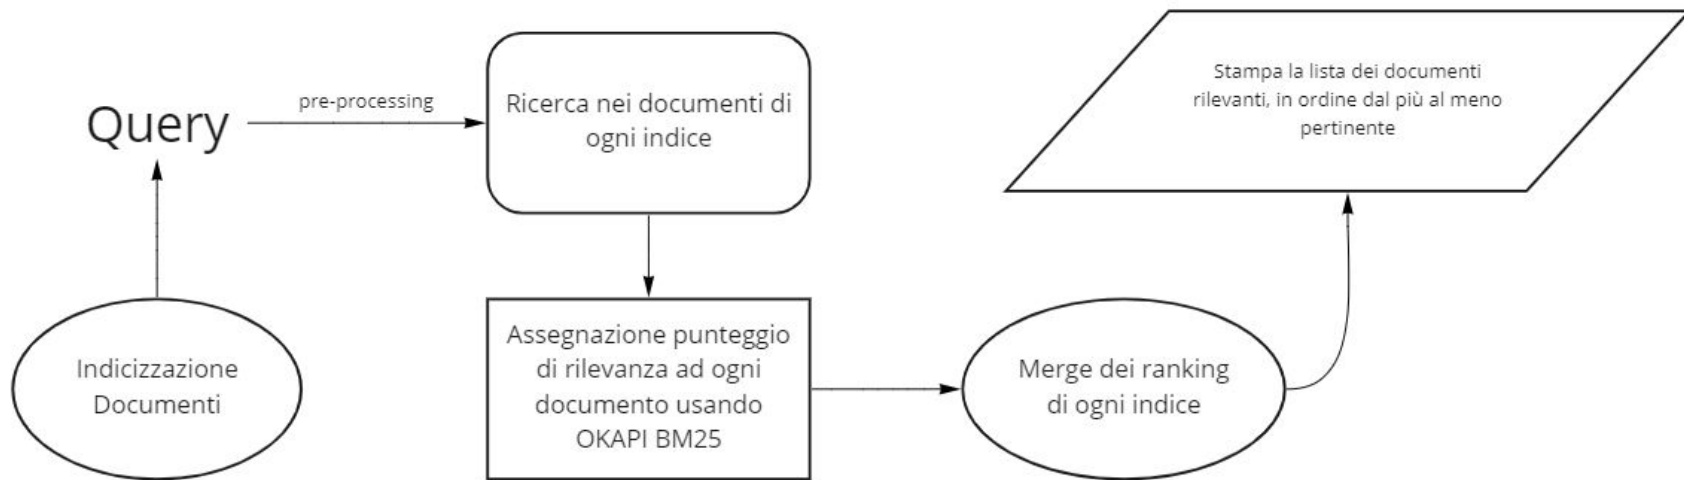 Query
pre-processing
Ricerca nei documenti di
ogni indice
Stampa la lista dei documenti
rilevanti, in ordine dal più al meno
pertinente
Indicizzazione
Documenti
Assegnazione punteggio
di rilevanza ad ogni
documento usando
OKAPI BM25
Merge dei ranking
di ogni indice